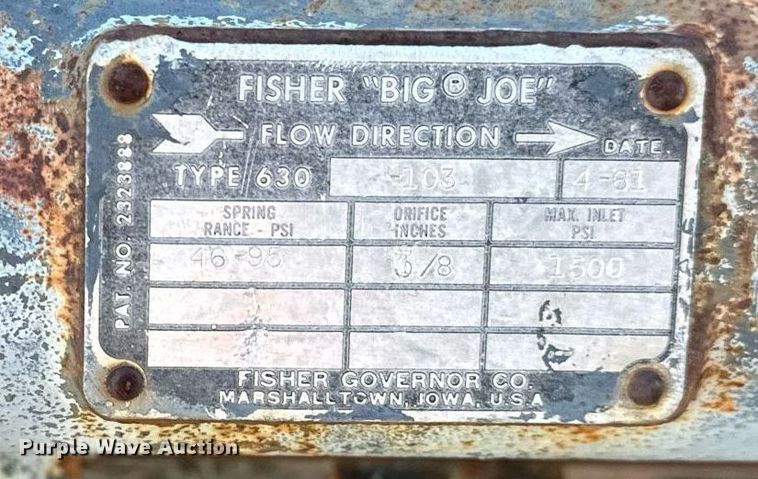 FISHER "BIG ® JOE"
FLOW DIRECTION
DATE
TYPE 630 -103 4-81
SPRING RANGE - PSI ORIFICE INCHES MAX. INLET PSI
46-95 3/8 1500
PAT. NO. 2323888
FISHER GOVERNOR CO.
MARSHALLTOWN, IOWA, U.S.A
Purple Wave Auction